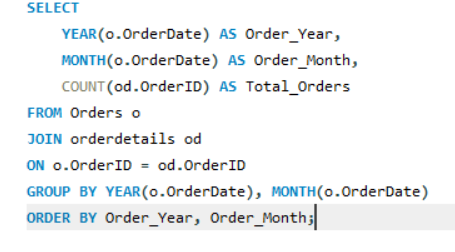 SELECT
YEAR(o.OrderDate) AS Order_Year,
MONTH(o.OrderDate) AS Order_Month,
COUNT(od.OrderID) AS Total_Orders
FROM Orders o
JOIN orderdetails od
ON o.OrderID = od.OrderID
GROUP BY YEAR(o.OrderDate), MONTH(o.OrderDate)
ORDER BY Order_Year, Order_Month;